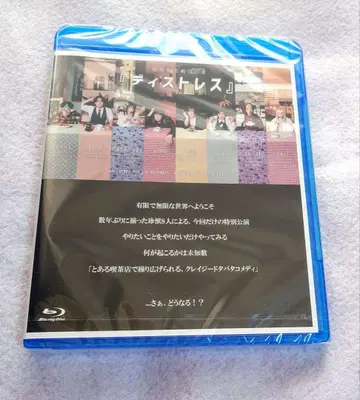 『ディストレス』
有限で無限な世界へようこそ
数年ぶりに揃った珍獣8人による、今回だけの特別公演
やりたいことをやりたいだけやってみる
何が起こるかは未知数
「とある喫茶店で繰り広げられる、クレイジードタバタコメディ」
...さぁ、どうなる！？
Blu-ray Disc